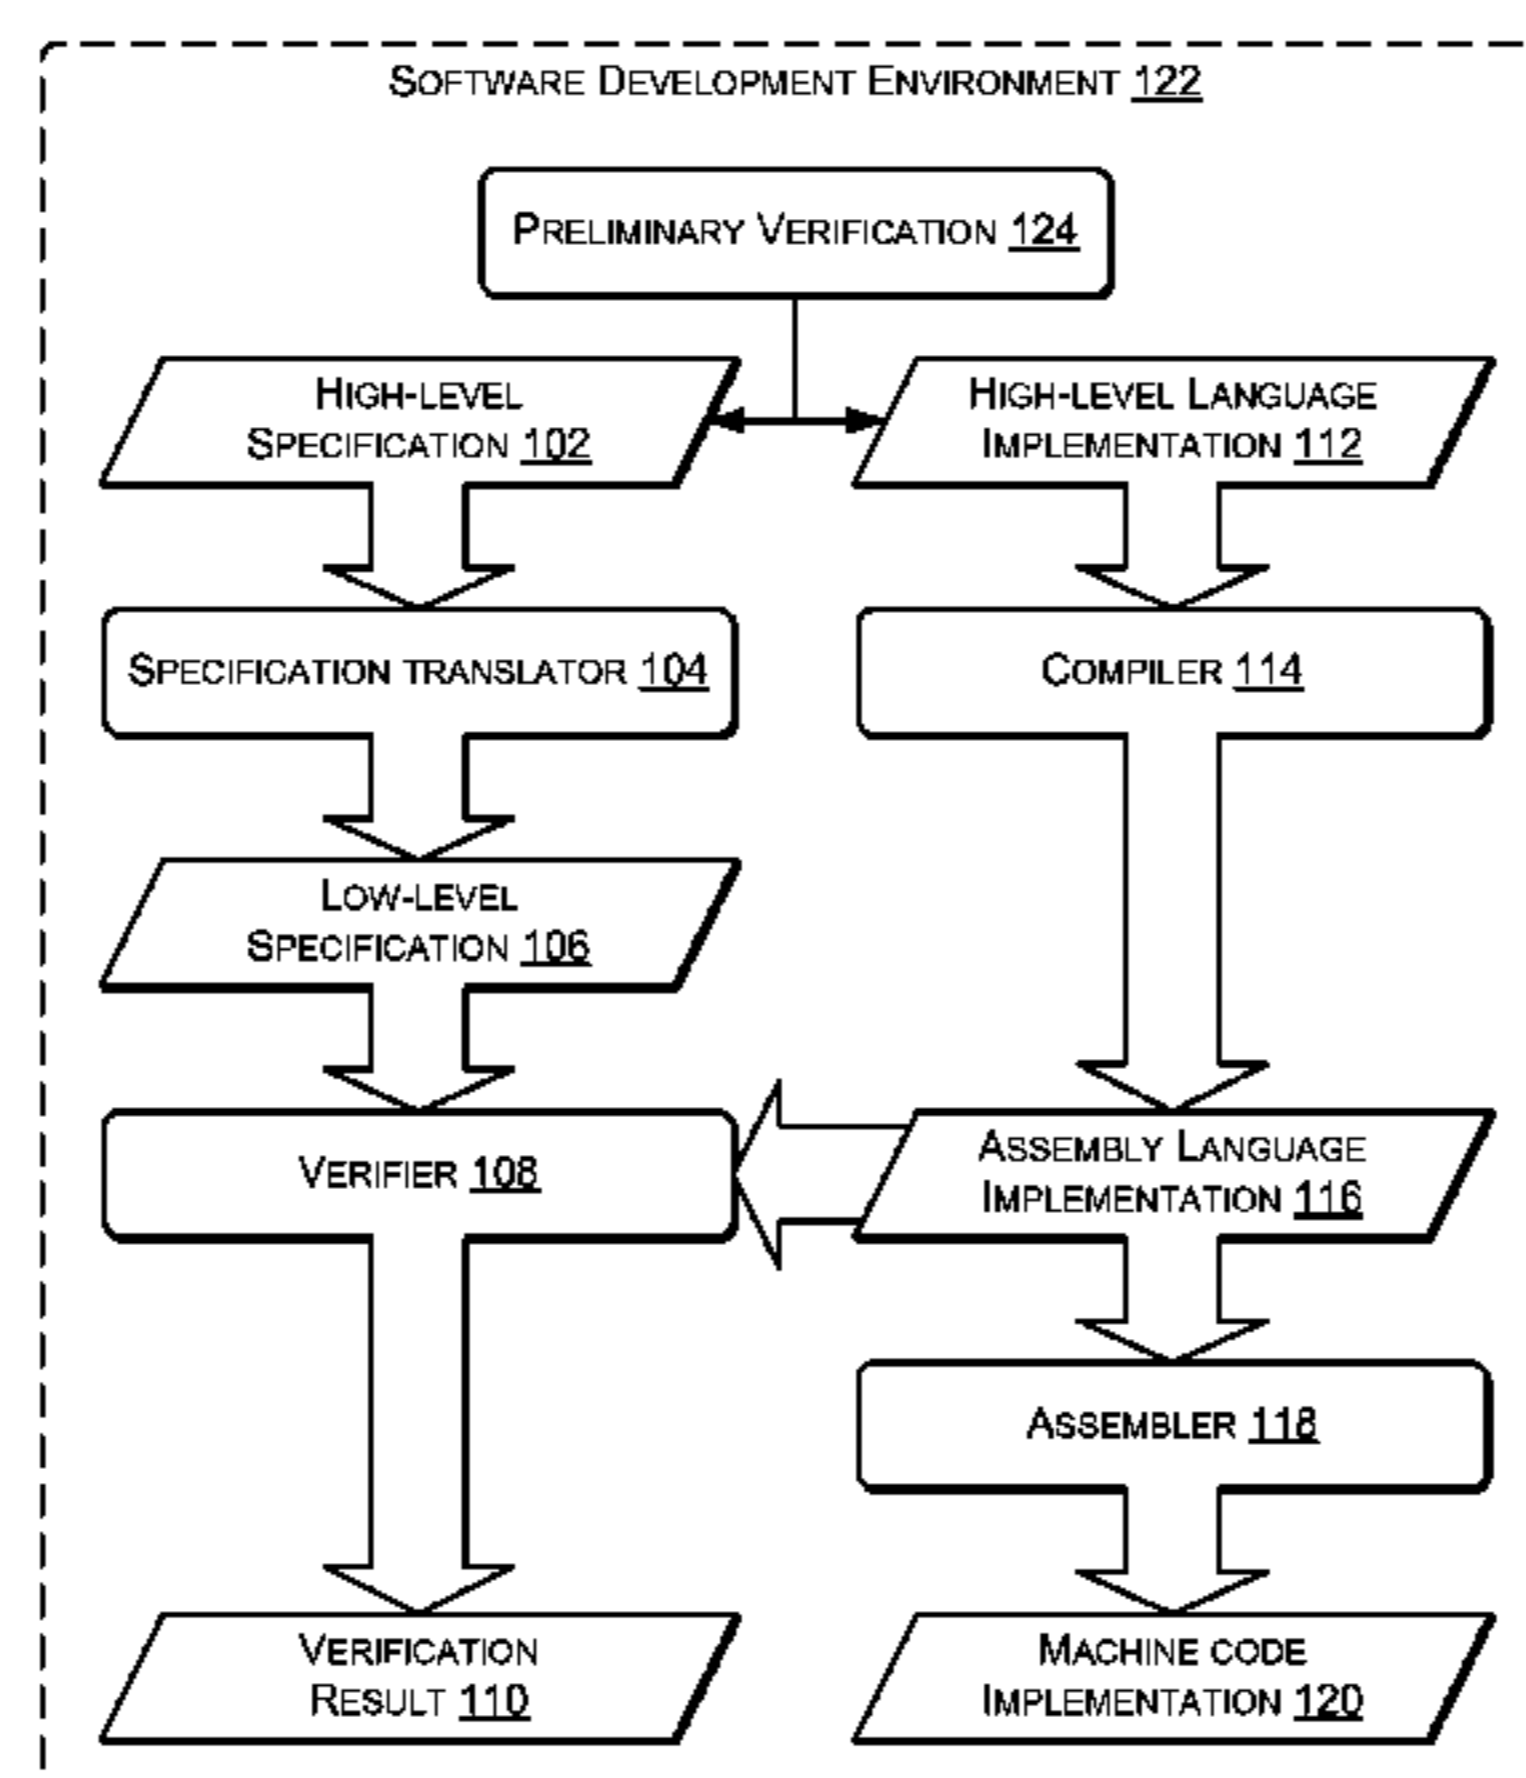 SOFTWARE DEVELOPMENT ENVIRONMENT 122
PRELIMINARY VERIFICATION 124
HIGH-LEVEL
SPECIFICATION 102
HIGH-LEVEL LANGUAGE
IMPLEMENTATION 112
SPECIFICATION TRANSLATOR 104
COMPILER 114
LOW-LEVEL
SPECIFICATION 106
VERIFIER 108
ASSEMBLY LANGUAGE
IMPLEMENTATION 116
ASSEMBLER 118
VERIFICATION
RESULT 110
MACHINE CODE
IMPLEMENTATION 120